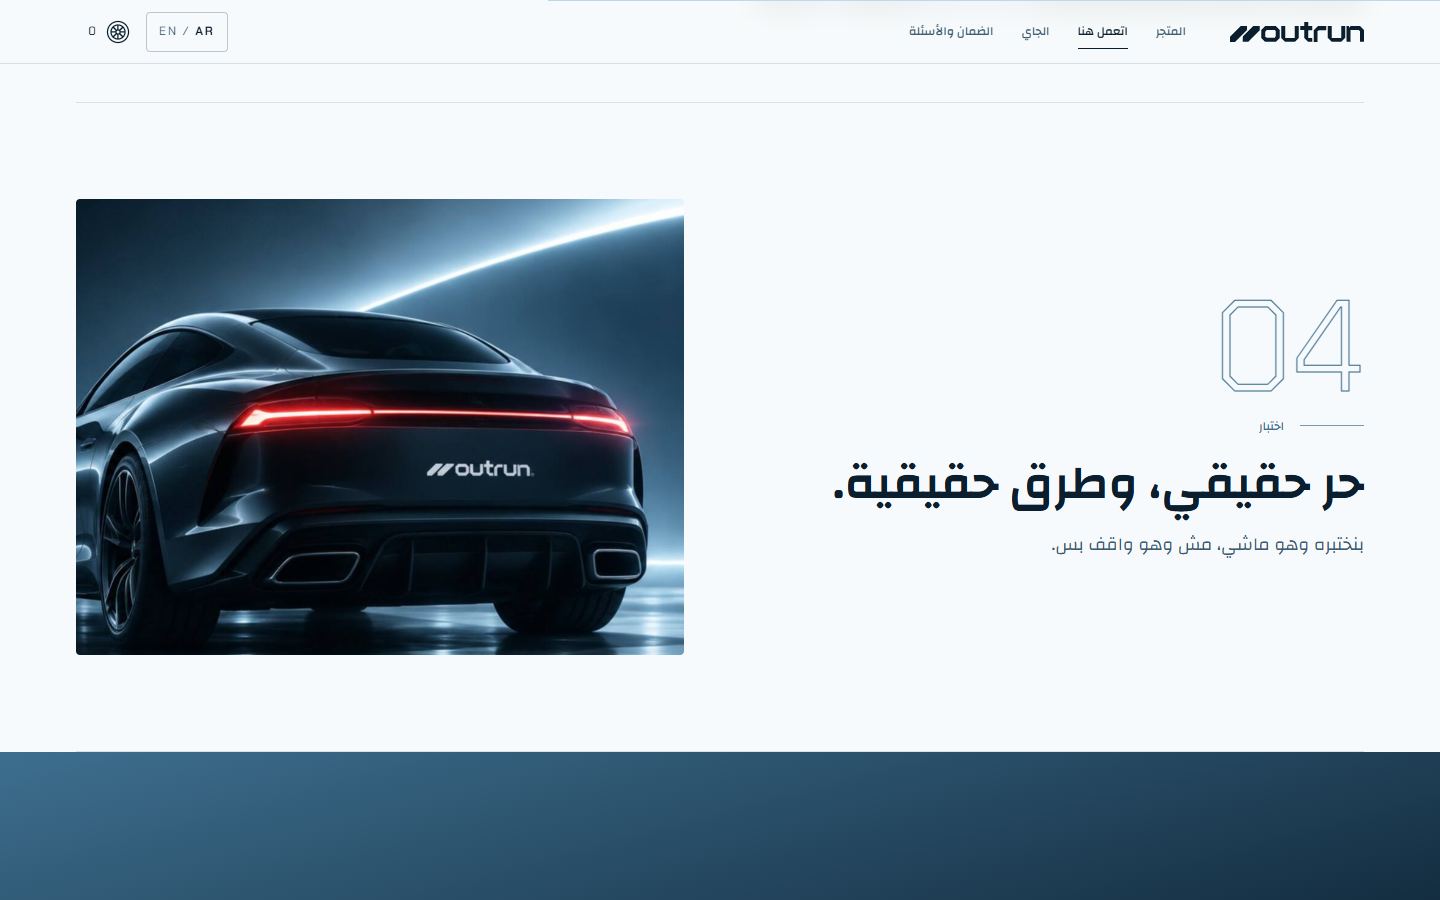 outrun
المتجر
اتعمل هنا
الجاي
الضمان والأسئلة
EN / AR
0
04
اختبار
حر حقيقي، وطرق حقيقية.
بنختبره وهو ماشي، مش وهو واقف بس.
outrun